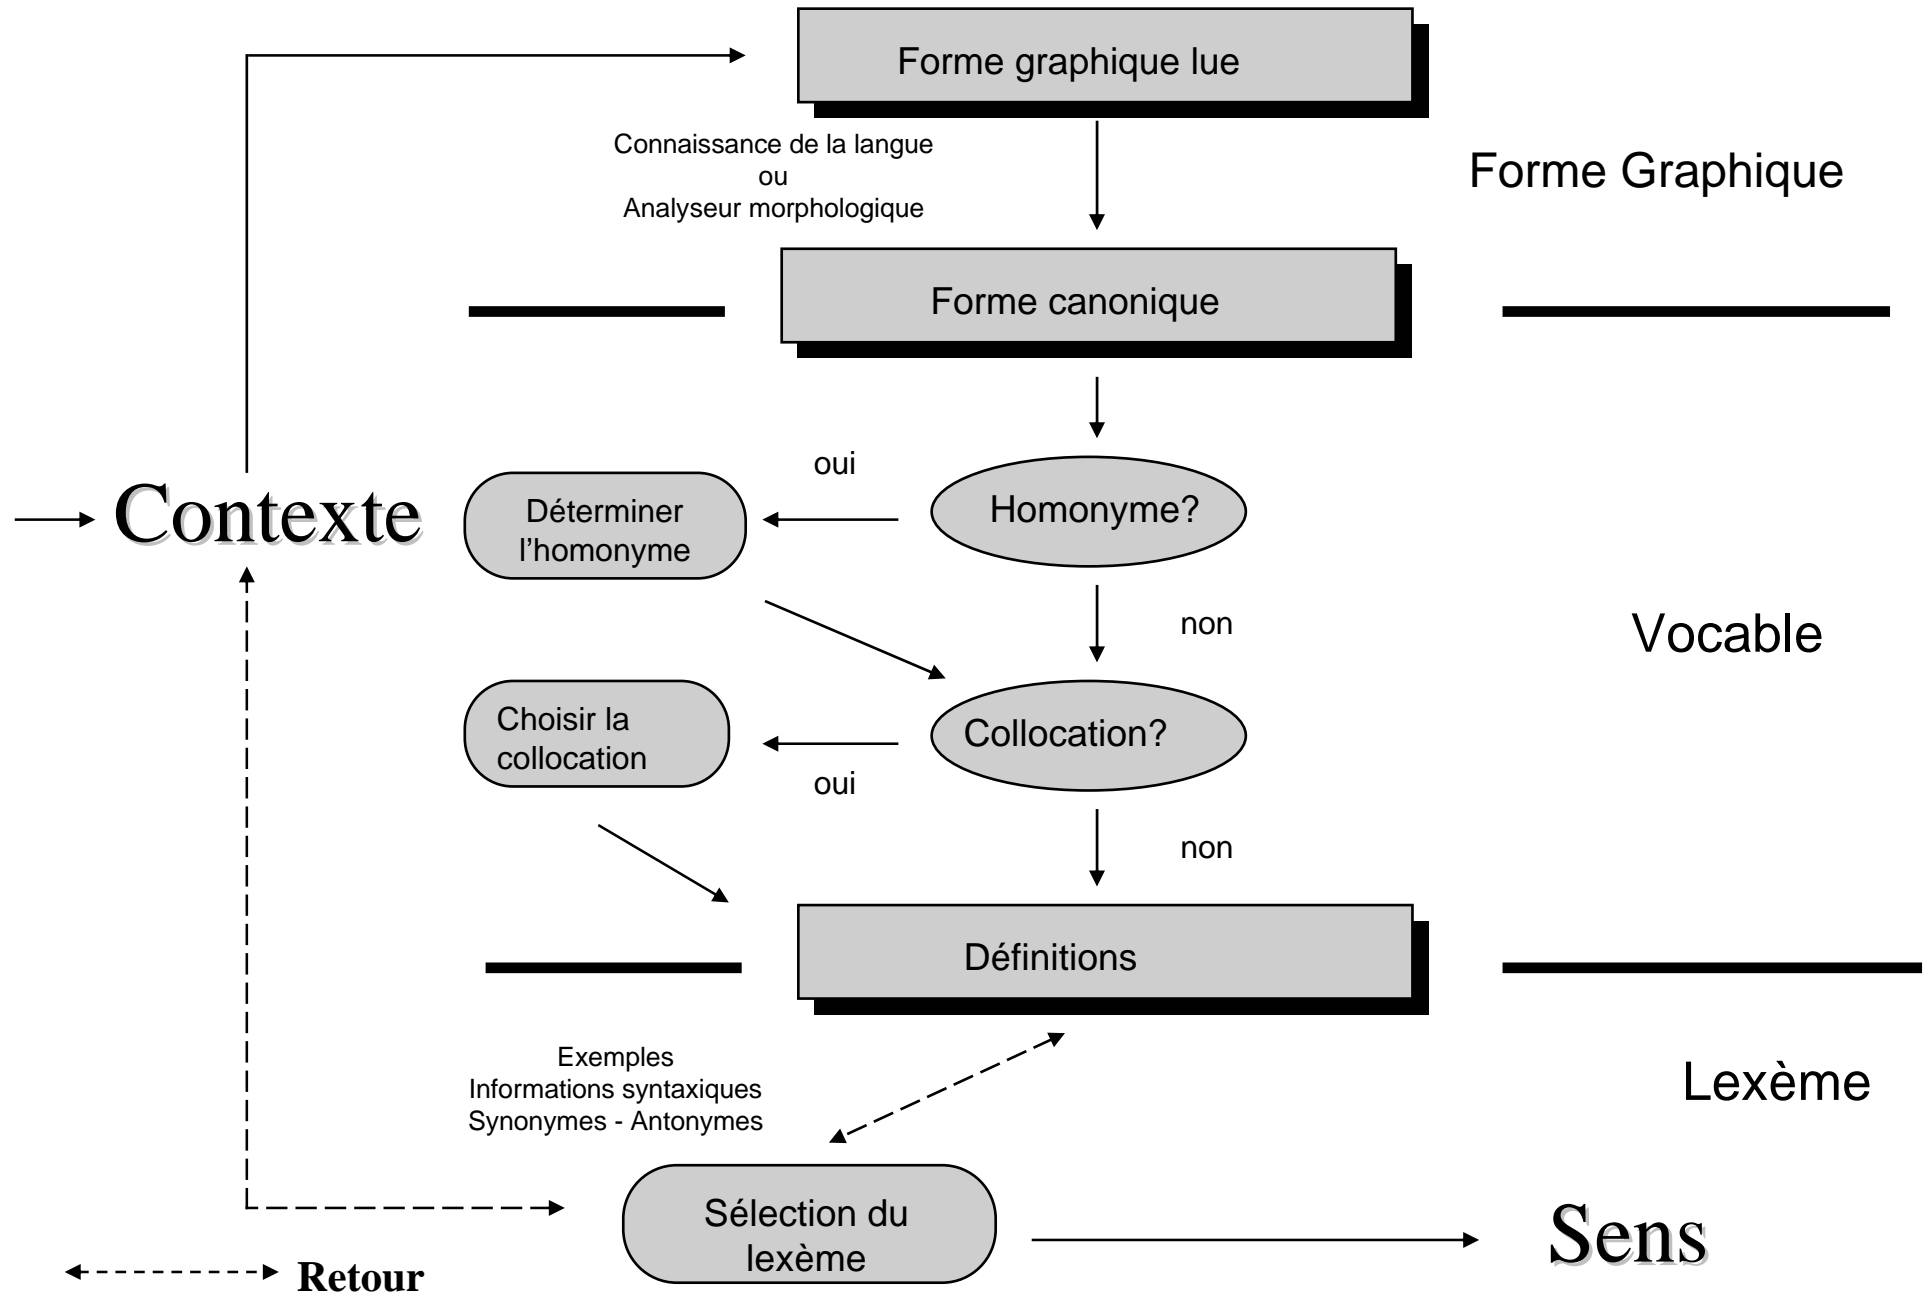 Forme graphique lue
Connaissance de la langue
ou
Analyseur morphologique
Forme Graphique
Forme canonique
Contexte
oui
Déterminer
l'homonyme
Homonyme?
non
Vocable
Choisir la
collocation
Collocation?
oui
non
Définitions
Exemples
Informations syntaxiques
Synonymes - Antonymes
Lexème
Sélection du
lexème
Sens
Retour